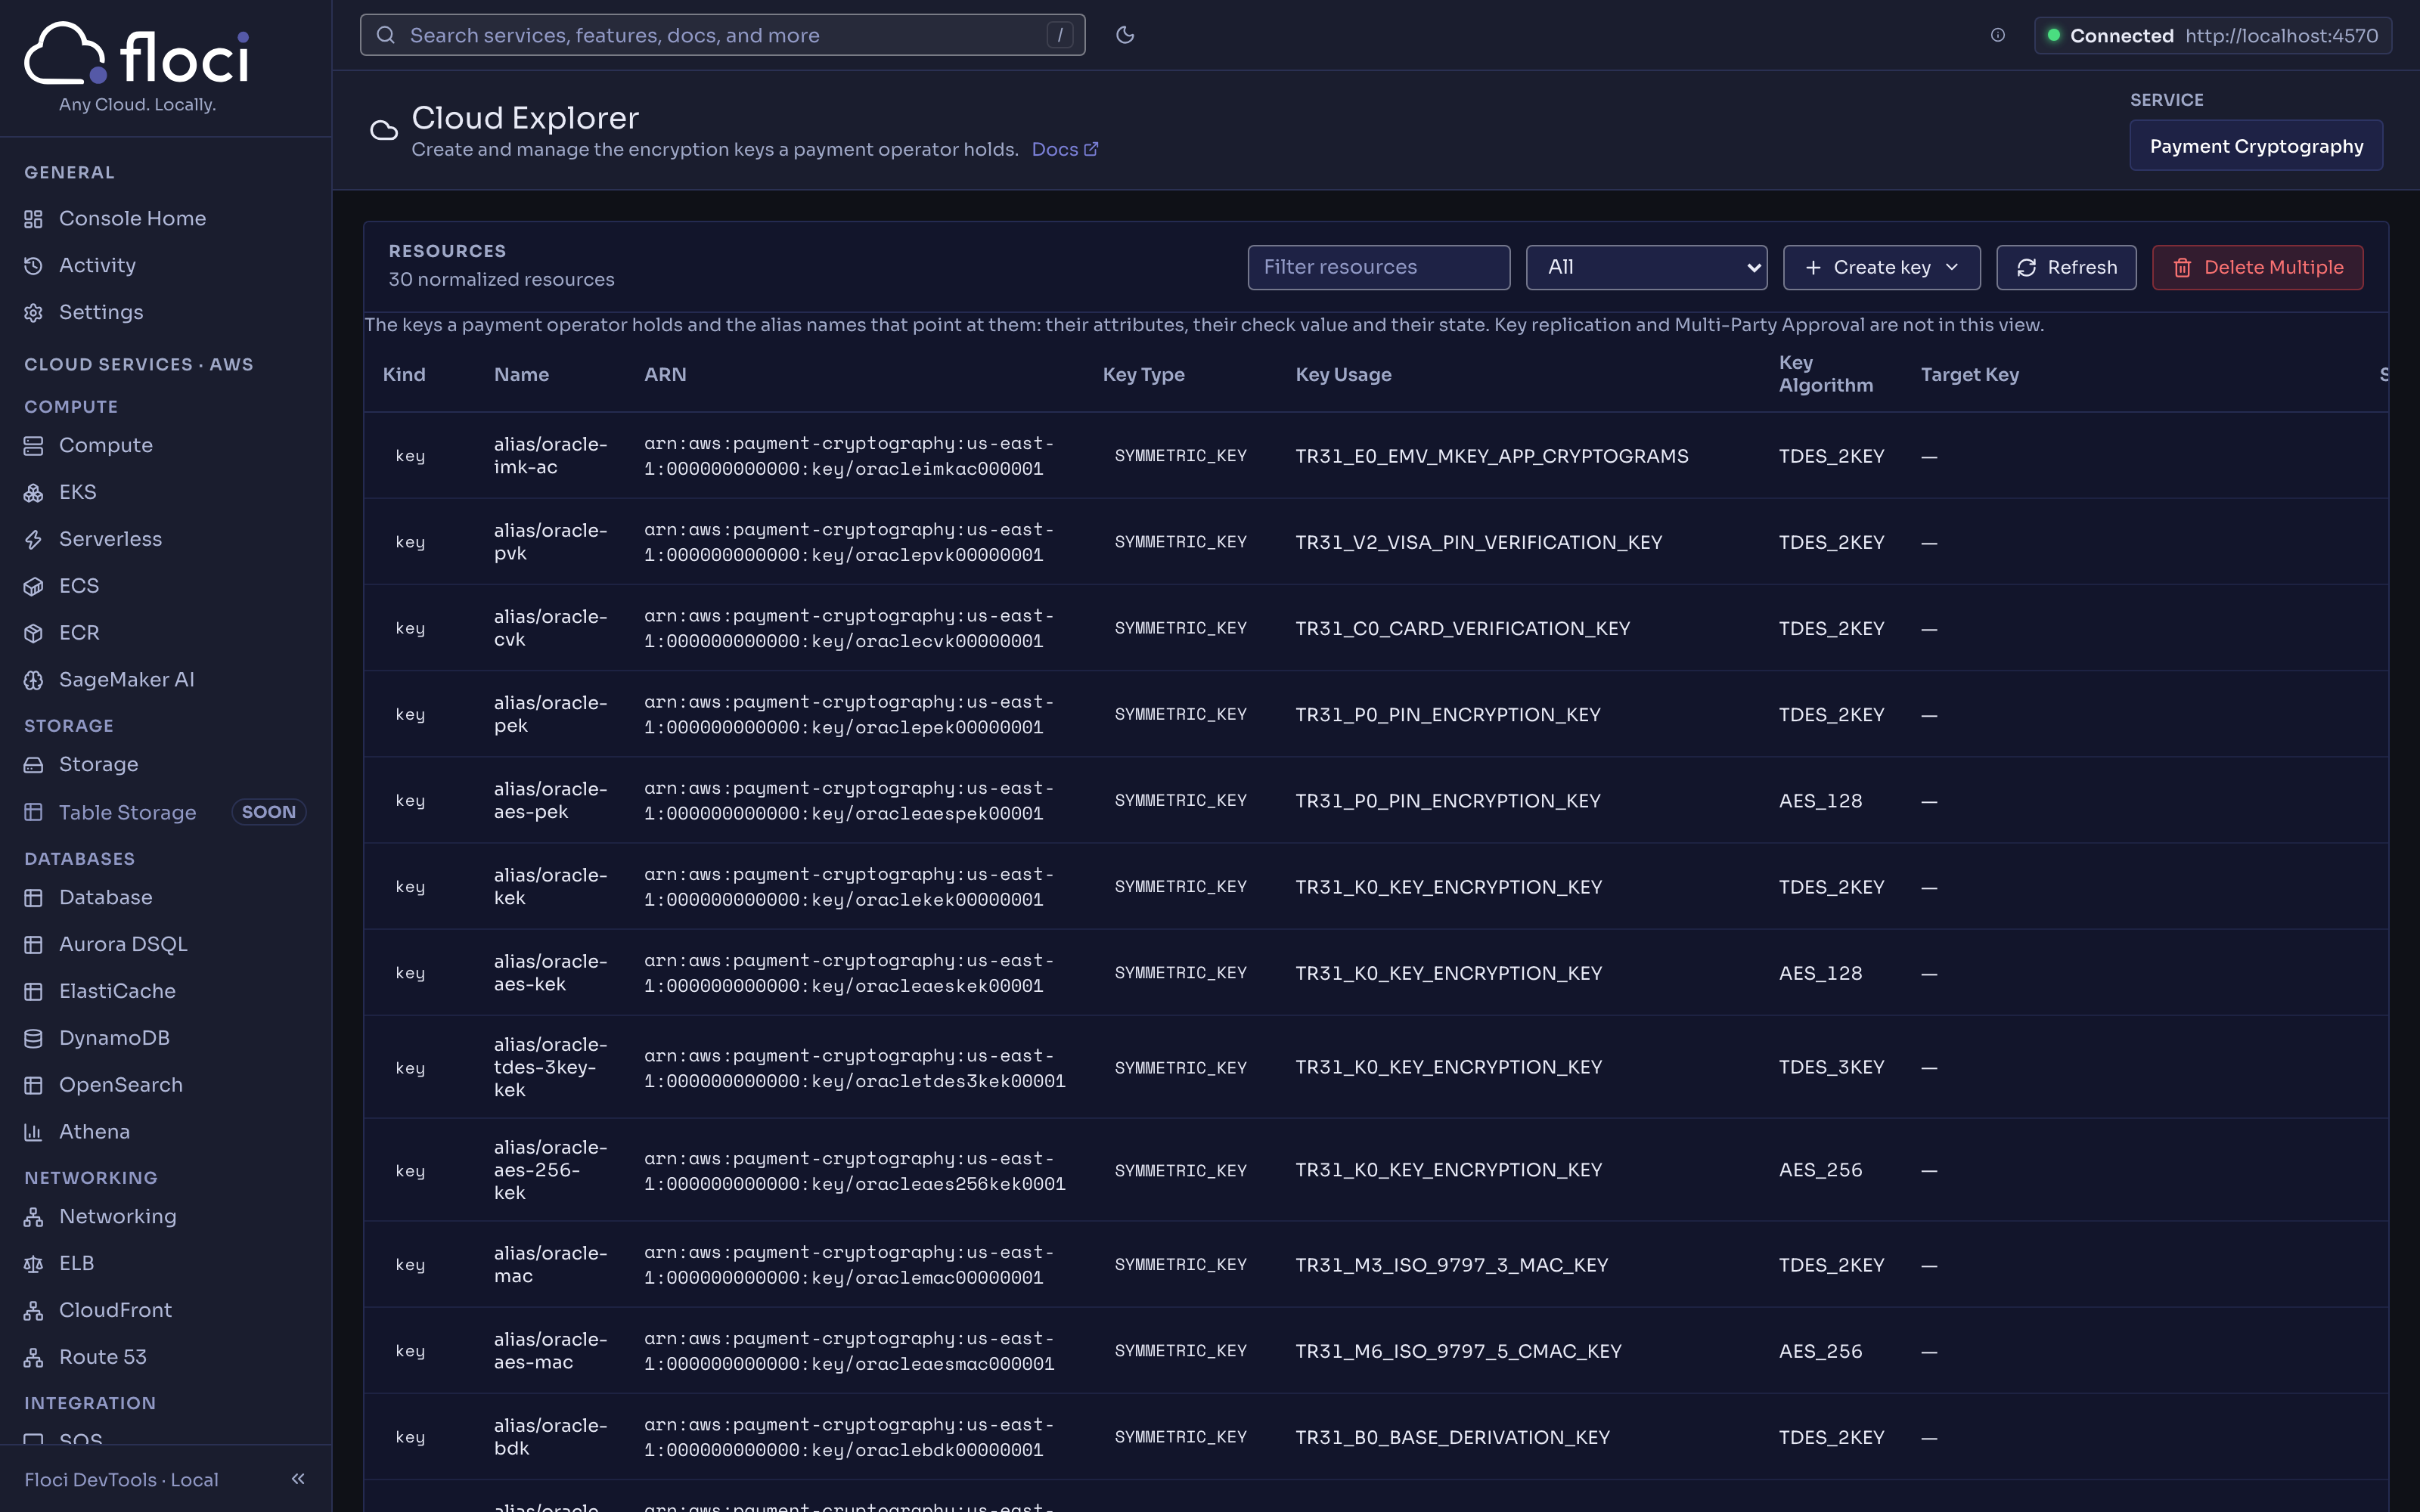 floci
Any Cloud. Locally.
GENERAL
Console Home
Activity
Settings
CLOUD SERVICES · AWS
COMPUTE
Compute
EKS
Serverless
ECS
ECR
SageMaker AI
STORAGE
Storage
Table Storage SOON
DATABASES
Database
Aurora DSQL
ElastiCache
DynamoDB
OpenSearch
Athena
NETWORKING
Networking
ELB
CloudFront
Route 53
INTEGRATION
SQS
Floci DevTools · Local
Search services, features, docs, and more /
Connected http://localhost:4570
Cloud Explorer
Create and manage the encryption keys a payment operator holds. Docs
SERVICE
Payment Cryptography
RESOURCES
30 normalized resources
Filter resources All Create key Refresh Delete Multiple
The keys a payment operator holds and the alias names that point at them: their attributes, their check value and their state. Key replication and Multi-Party Approval are not in this view.
Kind Name ARN Key Type Key Usage Key Algorithm Target Key
key alias/oracle-imk-ac arn:aws:payment-cryptography:us-east-1:000000000000:key/oracleimkac000001 SYMMETRIC_KEY TR31_E0_EMV_MKEY_APP_CRYPTOGRAMS TDES_2KEY —
key alias/oracle-pvk arn:aws:payment-cryptography:us-east-1:000000000000:key/oraclepvk00000001 SYMMETRIC_KEY TR31_V2_VISA_PIN_VERIFICATION_KEY TDES_2KEY —
key alias/oracle-cvk arn:aws:payment-cryptography:us-east-1:000000000000:key/oraclecvk00000001 SYMMETRIC_KEY TR31_C0_CARD_VERIFICATION_KEY TDES_2KEY —
key alias/oracle-pek arn:aws:payment-cryptography:us-east-1:000000000000:key/oraclepek00000001 SYMMETRIC_KEY TR31_P0_PIN_ENCRYPTION_KEY TDES_2KEY —
key alias/oracle-aes-pek arn:aws:payment-cryptography:us-east-1:000000000000:key/oracleaespek00001 SYMMETRIC_KEY TR31_P0_PIN_ENCRYPTION_KEY AES_128 —
key alias/oracle-kek arn:aws:payment-cryptography:us-east-1:000000000000:key/oraclekek00000001 SYMMETRIC_KEY TR31_K0_KEY_ENCRYPTION_KEY TDES_2KEY —
key alias/oracle-aes-kek arn:aws:payment-cryptography:us-east-1:000000000000:key/oracleaeskek00001 SYMMETRIC_KEY TR31_K0_KEY_ENCRYPTION_KEY AES_128 —
key alias/oracle-tdes-3key-kek arn:aws:payment-cryptography:us-east-1:000000000000:key/oracletdes3kek00001 SYMMETRIC_KEY TR31_K0_KEY_ENCRYPTION_KEY TDES_3KEY —
key alias/oracle-aes-256-kek arn:aws:payment-cryptography:us-east-1:000000000000:key/oracleaes256kek0001 SYMMETRIC_KEY TR31_K0_KEY_ENCRYPTION_KEY AES_256 —
key alias/oracle-mac arn:aws:payment-cryptography:us-east-1:000000000000:key/oraclemac00000001 SYMMETRIC_KEY TR31_M3_ISO_9797_3_MAC_KEY TDES_2KEY —
key alias/oracle-aes-mac arn:aws:payment-cryptography:us-east-1:000000000000:key/oracleaesmac000001 SYMMETRIC_KEY TR31_M6_ISO_9797_5_CMAC_KEY AES_256 —
key alias/oracle-bdk arn:aws:payment-cryptography:us-east-1:000000000000:key/oraclebdk00000001 SYMMETRIC_KEY TR31_B0_BASE_DERIVATION_KEY TDES_2KEY —